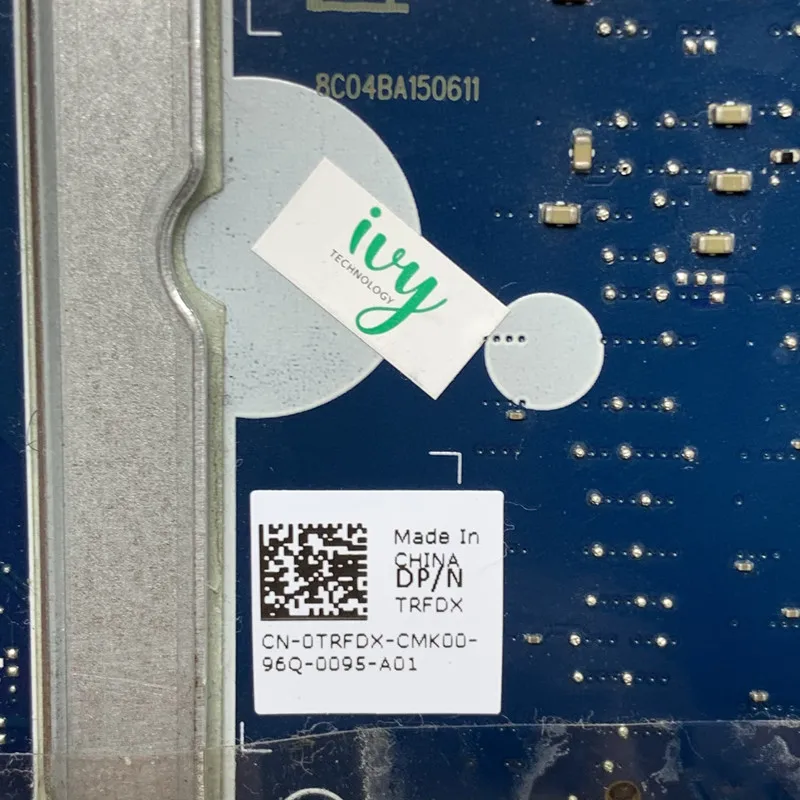 8C04BA150611
ivy
TECHNOLOGY
Made In
CHINA
DP/N
TRFDX
CN-0TRFDX-CMK00-
96Q-0095-A01